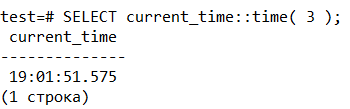 test=# SELECT current_time::time( 3 );
current_time
--------------
19:01:51.575
(1 строка)